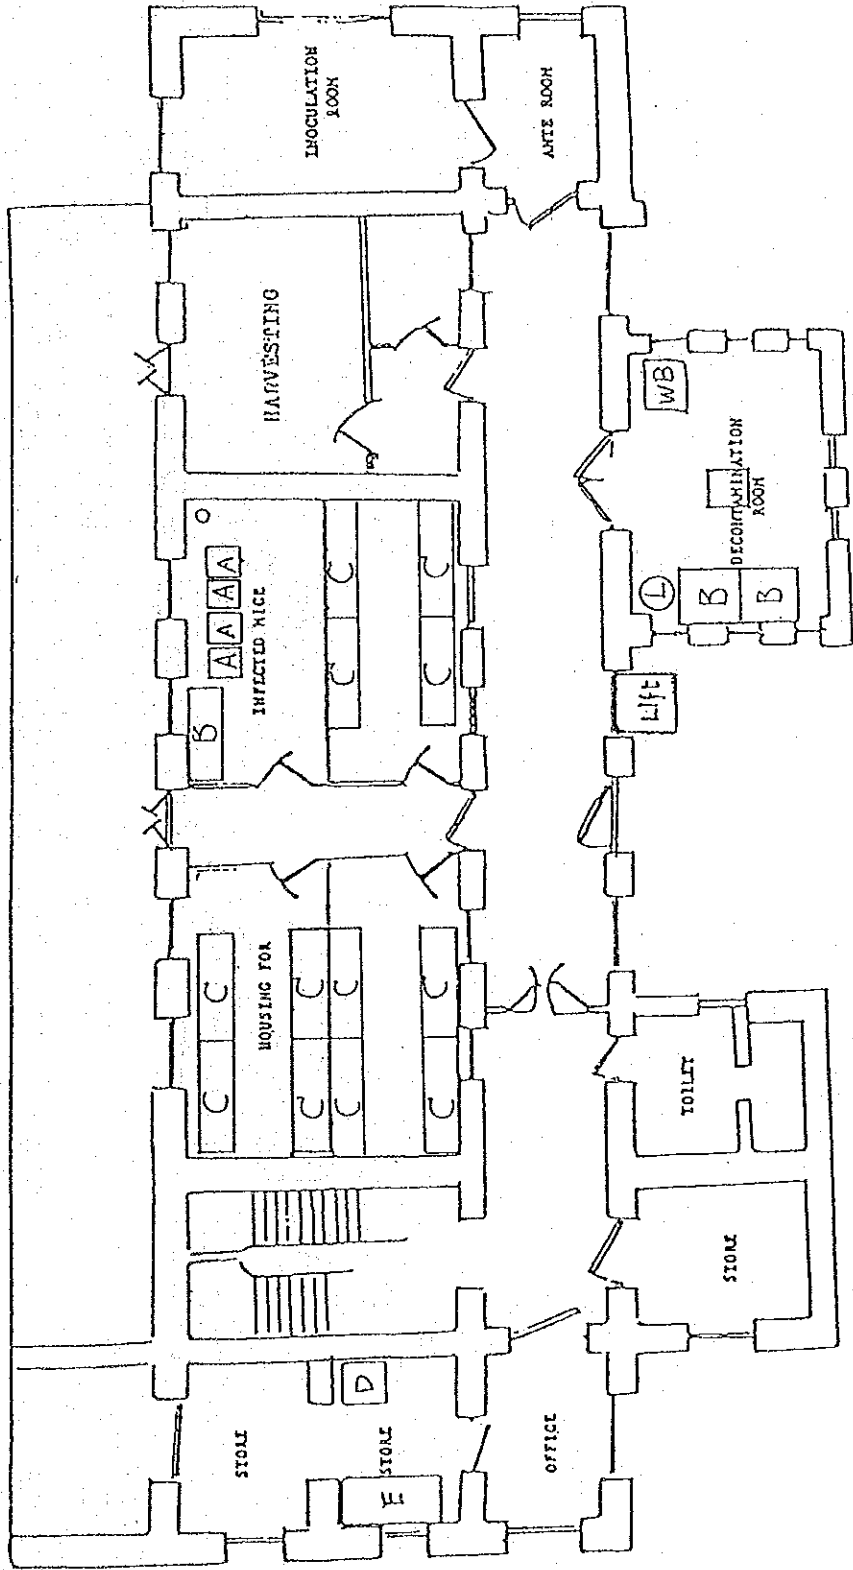 INOCULATION
ROOM
ANTE ROOM
HARVESTING
WB
DECONTAMINATION
ROOM
A
A
A
A
INFECTED MICE
C
C
C
C
B
L
B
B
Lift
HOUSING FOR
C
C
C
C
C
C
C
C
TOILET
STORE
D
STORE
STORE
E
OFFICE